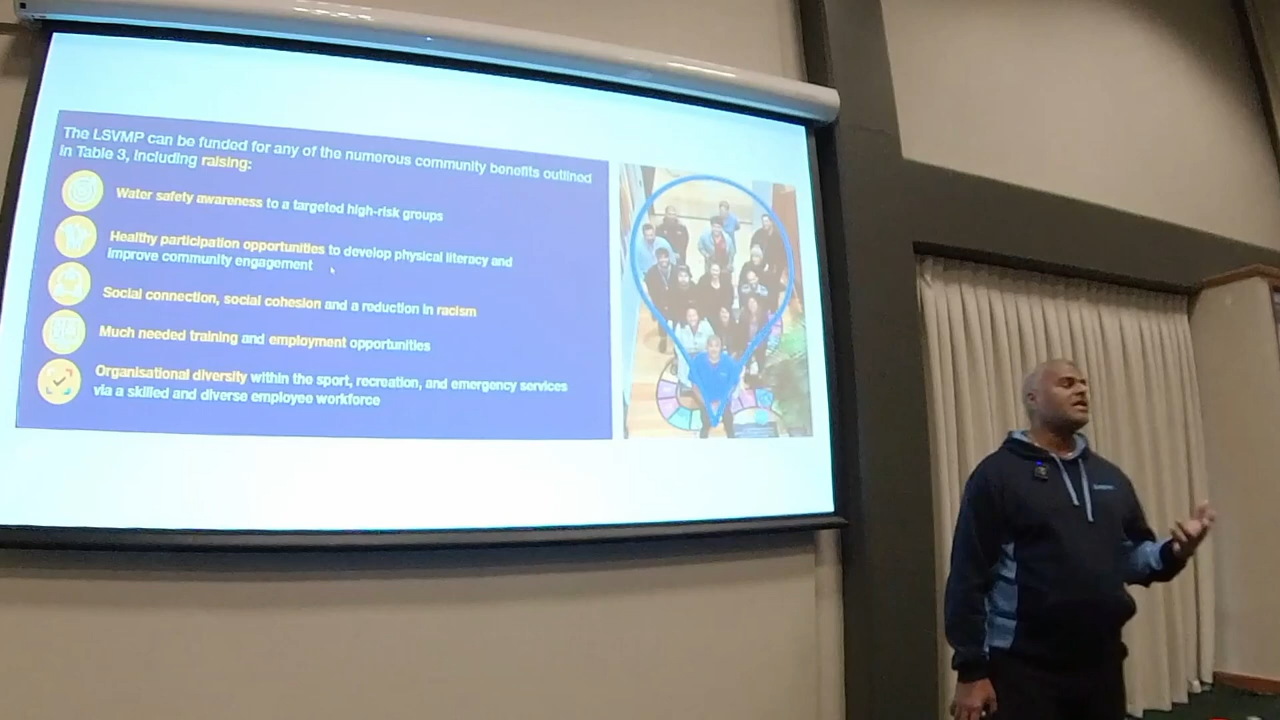 The LSVMP can be funded for any of the numerous community benefits outlined
in Table 3, including raising:
Water safety awareness to a targeted high-risk groups
Healthy participation opportunities to develop physical literacy and
improve community engagement
Social connection, social cohesion and a reduction in racism
Much needed training and employment opportunities
Organisational diversity within the sport, recreation, and emergency services
via a skilled and diverse employee workforce